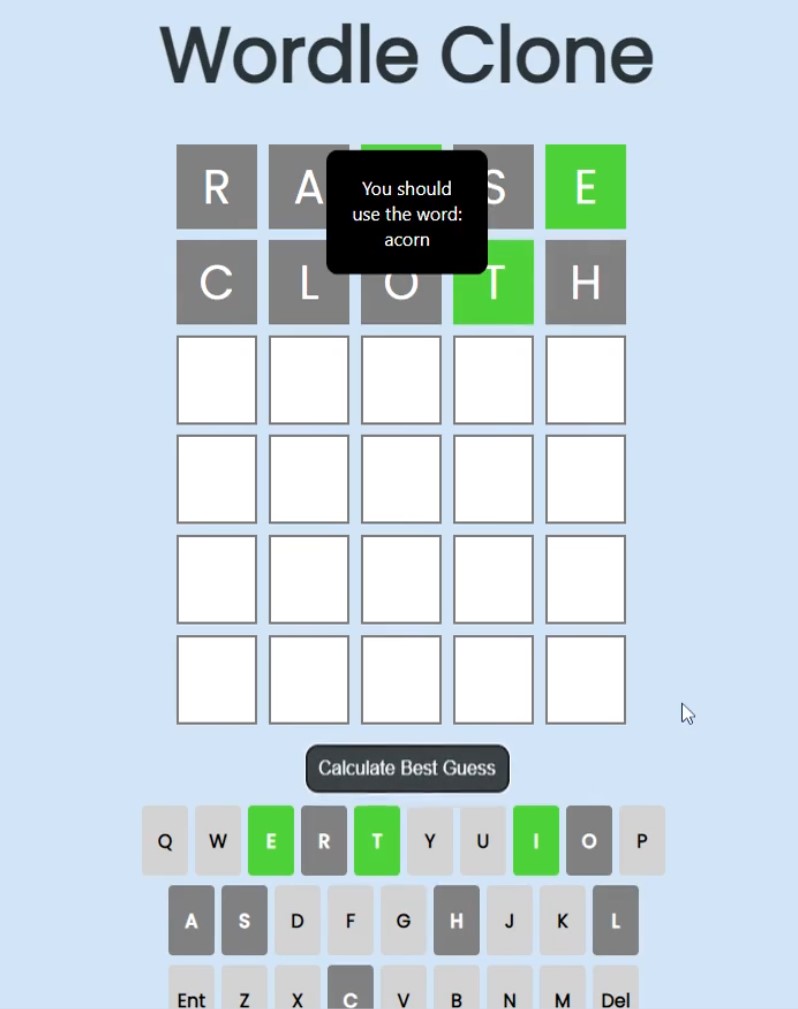 Wordle Clone
R A S E
You should
use the word:
acorn
C L O T H
Calculate Best Guess
Q W E R T Y U I O P
A S D F G H J K L
Ent Z X C V B N M Del